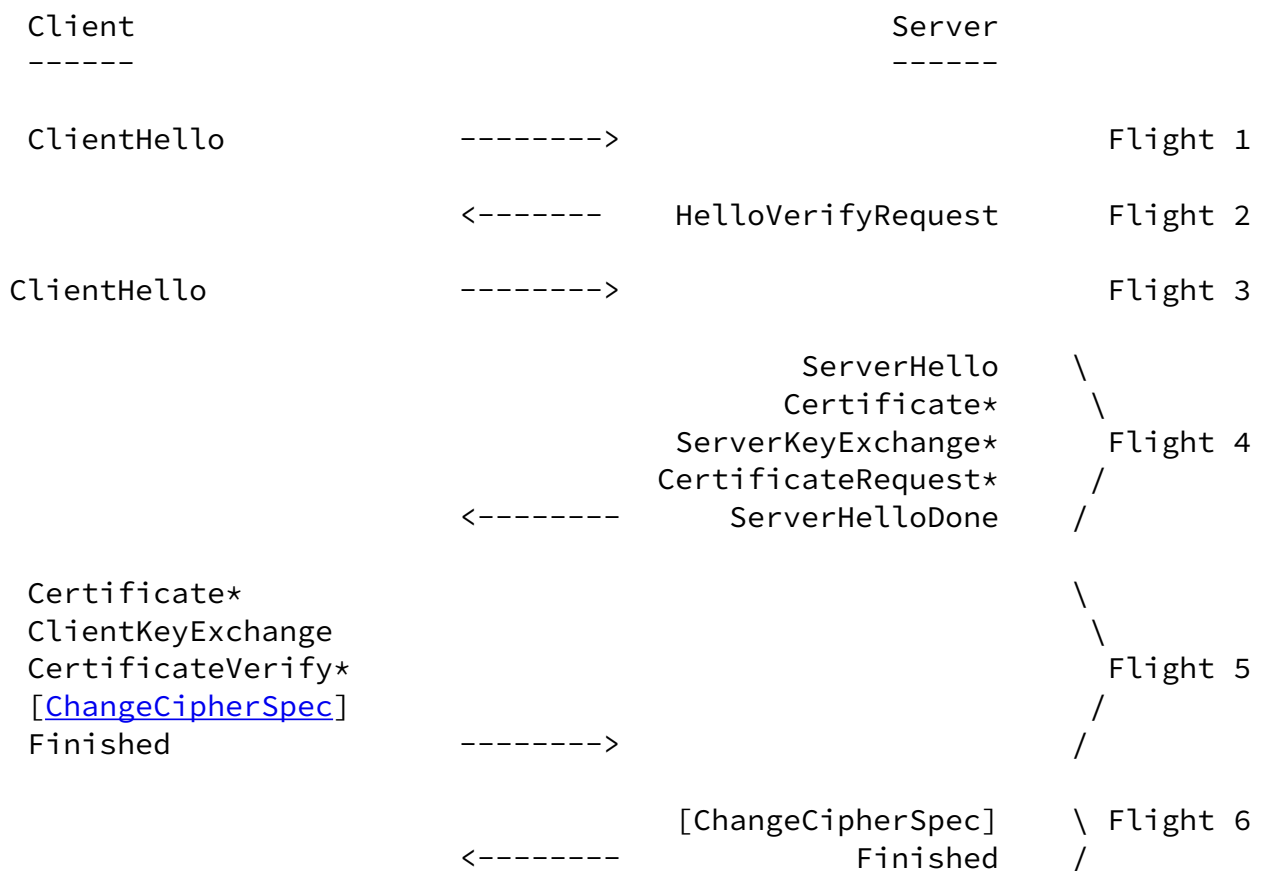 Client                                          Server
------                                          ------
ClientHello             -------->                           Flight 1
                        <-------    HelloVerifyRequest      Flight 2
ClientHello             -------->                           Flight 3
                                           ServerHello    \
                                          Certificate*     \
                                    ServerKeyExchange*      Flight 4
                                   CertificateRequest*     /
                        <--------      ServerHelloDone    /
Certificate*                                              \
ClientKeyExchange                                          \
CertificateVerify*                                          Flight 5
[ChangeCipherSpec]                                         /
Finished                -------->                         /
                                    [ChangeCipherSpec]    \ Flight 6
                        <--------             Finished    /